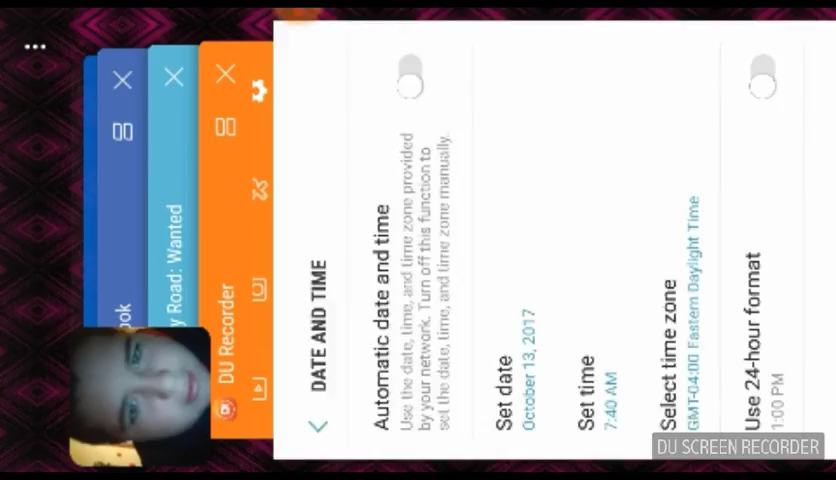 ook
y Road: Wanted
DU Recorder
DATE AND TIME
Automatic date and time
Use the date, time, and time zone provided
by your network. Turn off this function to
set the date, time, and time zone manually.
Set date
October 13, 2017
Set time
7:40 AM
Select time zone
GMT-04:00 Eastern Daylight Time
Use 24-hour format
1:00 PM
DU SCREEN RECORDER